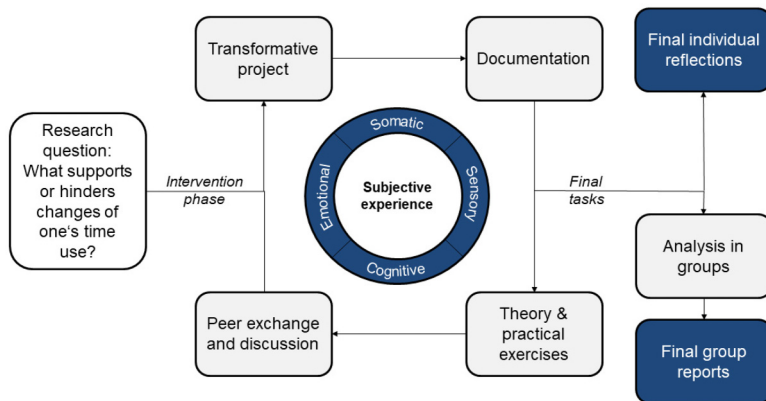 Research
question:
What supports
or hinders
changes of
one‘s time
use?
Intervention
phase
Transformative
project
Documentation
Theory &
practical
exercises
Peer exchange
and discussion
Somatic
Sensory
Cognitive
Emotional
Subjective
experience
Final
tasks
Final individual
reflections
Analysis in
groups
Final group
reports